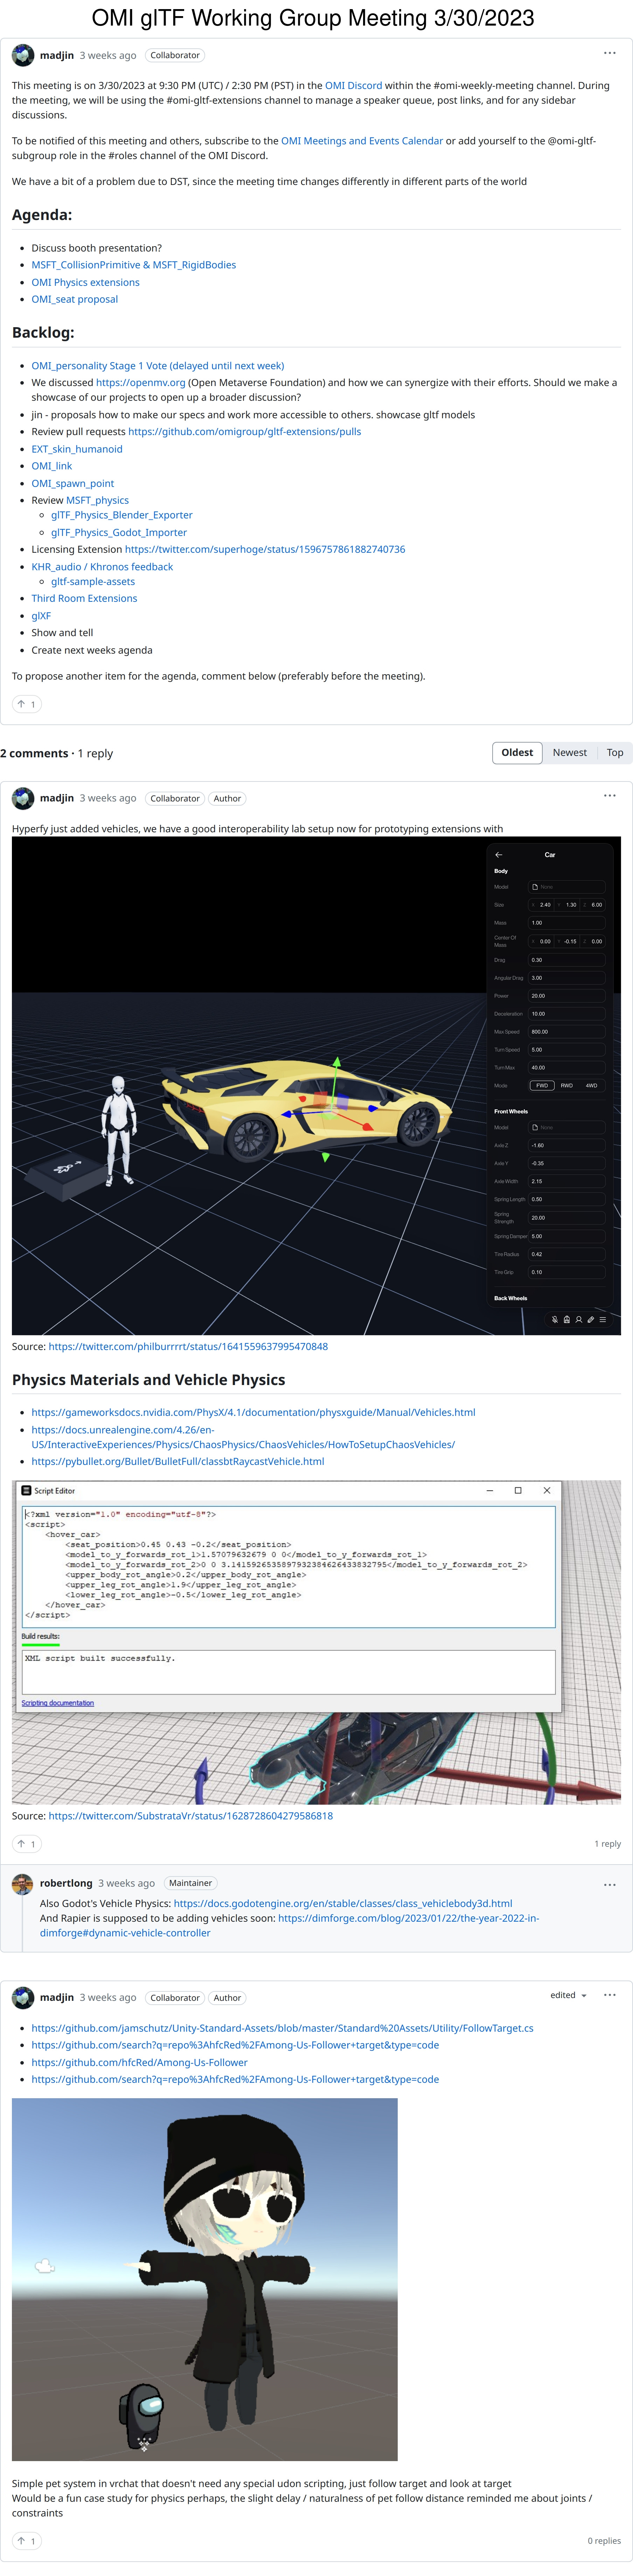 OMI glTF Working Group Meeting 3/30/2023
madjin 3 weeks ago Collaborator
This meeting is on 3/30/2023 at 9:30 PM (UTC) / 2:30 PM (PST) in the OMI Discord within the #omi-weekly-meeting channel. During
the meeting, we will be using the #omi-gltf-extensions channel to manage a speaker queue, post links, and for any sidebar
discussions.
To be notified of this meeting and others, subscribe to the OMI Meetings and Events Calendar or add yourself to the @omi-gltf-
subgroup role in the #roles channel of the OMI Discord.
We have a bit of a problem due to DST, since the meeting time changes differently in different parts of the world
Agenda:
Discuss booth presentation?
MSFT_CollisionPrimitive & MSFT_RigidBodies
OMI Physics extensions
OMI_seat proposal
Backlog:
OMI_personality Stage 1 Vote (delayed until next week)
We discussed https://openmv.org (Open Metaverse Foundation) and how we can synergize with their efforts. Should we make a
showcase of our projects to open up a broader discussion?
jin - proposals how to make our specs and work more accessible to others. showcase gltf models
Review pull requests https://github.com/omigroup/gltf-extensions/pulls
EXT_skin_humanoid
OMI_link
OMI_spawn_point
Review MSFT_physics
glTF_Physics_Blender_Exporter
glTF_Physics_Godot_Importer
Licensing Extension https://twitter.com/superhoge/status/1596757861882740736
KHR_audio / Khronos feedback
gltf-sample-assets
Third Room Extensions
glXF
Show and tell
Create next weeks agenda
To propose another item for the agenda, comment below (preferably before the meeting).
1
2 comments · 1 reply
Oldest Newest Top
madjin 3 weeks ago Collaborator Author
Hyperfy just added vehicles, we have a good interoperability lab setup now for prototyping extensions with
Car
Body
Model None
Size X 2.40 Y 1.30 Z 6.00
Mass 1.00
Center Of
Mass X 0.00 Y -0.15 Z 0.00
Drag 0.30
Angular Drag 3.00
Power 20.00
Deceleration 10.00
Max Speed 800.00
Turn Speed 5.00
Turn Max 40.00
Mode FWD RWD 4WD
Front Wheels
Model None
Axle Z -1.60
Axle Y -0.35
Axle Width 2.15
Spring Length 0.50
Spring
Strength 20.00
Spring Damper 5.00
Tire Radius 0.42
Tire Grip 0.10
Back Wheels
Source: https://twitter.com/philburrrrt/status/1641559637995470848
Physics Materials and Vehicle Physics
https://gameworksdocs.nvidia.com/PhysX/4.1/documentation/physxguide/Manual/Vehicles.html
https://docs.unrealengine.com/4.26/en-
US/InteractiveExperiences/Physics/ChaosPhysics/ChaosVehicles/HowToSetupChaosVehicles/
https://pybullet.org/Bullet/BulletFull/classbtRaycastVehicle.html
Script Editor
<?xml version="1.0" encoding="utf-8"?>
<script>
<hover_car>
<seat_position>0.45 0.43 -0.2</seat_position>
<model_to_y_forwards_rot_1>1.57079632679 0 0</model_to_y_forwards_rot_1>
<model_to_y_forwards_rot_2>0 0 3.1415926535897932384626433832795</model_to_y_forwards_rot_2>
<upper_body_rot_angle>0.2</upper_body_rot_angle>
<upper_leg_rot_angle>1.9</upper_leg_rot_angle>
<lower_leg_rot_angle>-0.5</lower_leg_rot_angle>
</hover_car>
</script>
Build results:
XML script built successfully.
Scripting documentation
Source: https://twitter.com/SubstrataVr/status/1628728604279586818
1
1 reply
robertlong 3 weeks ago Maintainer
Also Godot's Vehicle Physics: https://docs.godotengine.org/en/stable/classes/class_vehiclebody3d.html
And Rapier is supposed to be adding vehicles soon: https://dimforge.com/blog/2023/01/22/the-year-2022-in-
dimforge#dynamic-vehicle-controller
madjin 3 weeks ago Collaborator Author edited
https://github.com/jamschutz/Unity-Standard-Assets/blob/master/Standard%20Assets/Utility/FollowTarget.cs
https://github.com/search?q=repo%3AhfcRed%2FAmong-Us-Follower+target&type=code
https://github.com/hfcRed/Among-Us-Follower
https://github.com/search?q=repo%3AhfcRed%2FAmong-Us-Follower+target&type=code
Simple pet system in vrchat that doesn't need any special udon scripting, just follow target and look at target
Would be a fun case study for physics perhaps, the slight delay / naturalness of pet follow distance reminded me about joints /
constraints
1
0 replies